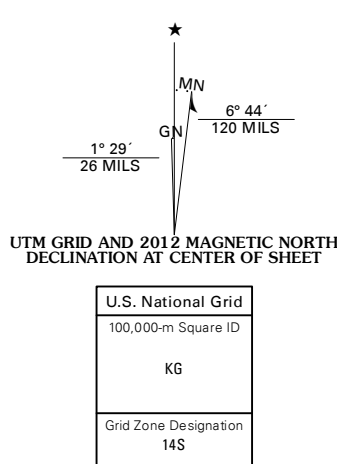 ★
MN
6° 44´
120 MILS
GN
1° 29´
26 MILS
UTM GRID AND 2012 MAGNETIC NORTH
DECLINATION AT CENTER OF SHEET
U.S. National Grid
100,000-m Square ID
KG
Grid Zone Designation
14S